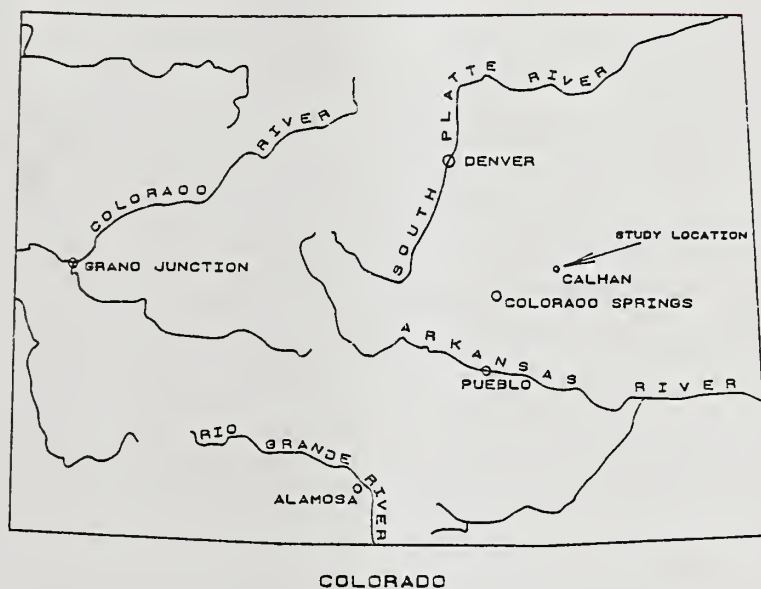 SOUTH PLATTE RIVER
DENVER
COLORADO RIVER
STUDY LOCATION
CALHAN
GRAND JUNCTION
COLORADO SPRINGS
ARKANSAS RIVER
PUEBLO
RIO GRANDE RIVER
ALAMOSA
COLORADO